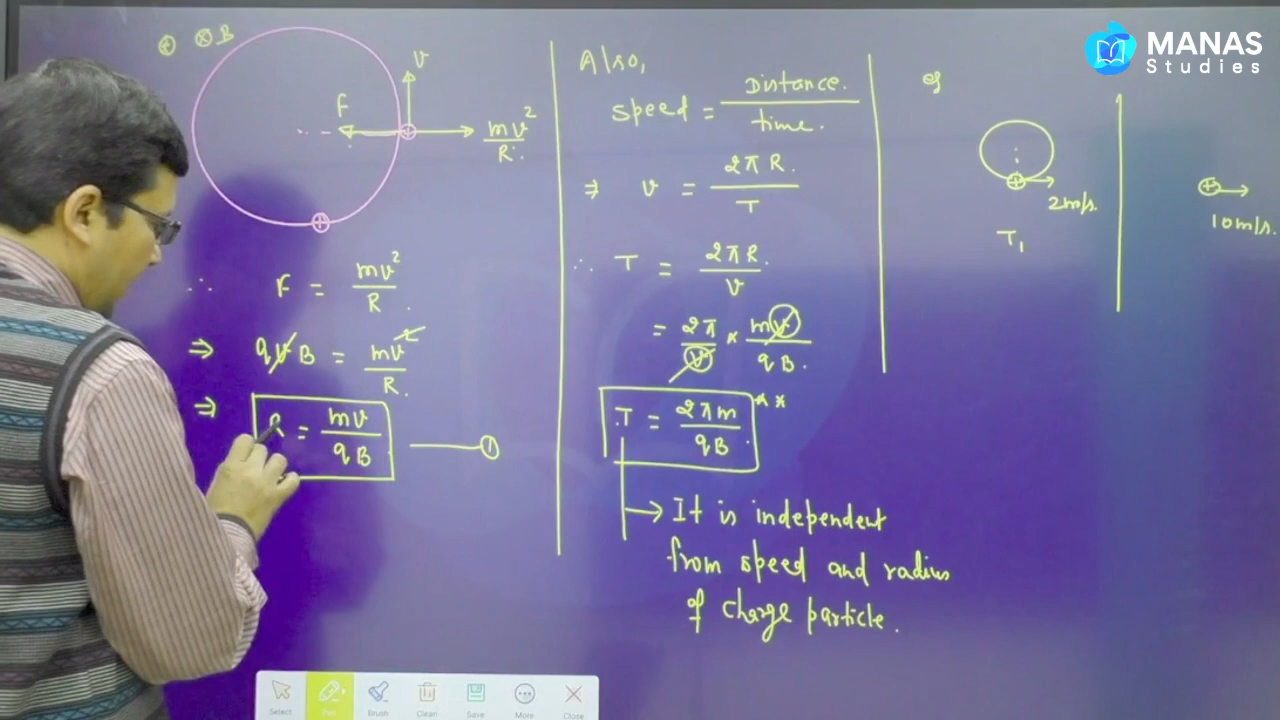 MANAS
Studies
⊗ B
v
F
mv²
R
∴ F = mv²
R
⇒ qvB = mv²
R
⇒ R = mv
qB
1
Also,
speed = Distance
time
⇒ v = 2πR
T
∴ T = 2πR
v
= 2π * mv
v qB
T = 2πm **
qB
→ It is independent
from speed and radius
of charge particle.
2m/s.
T₁
10m/s.
Select Pen Brush Clean Save More Close